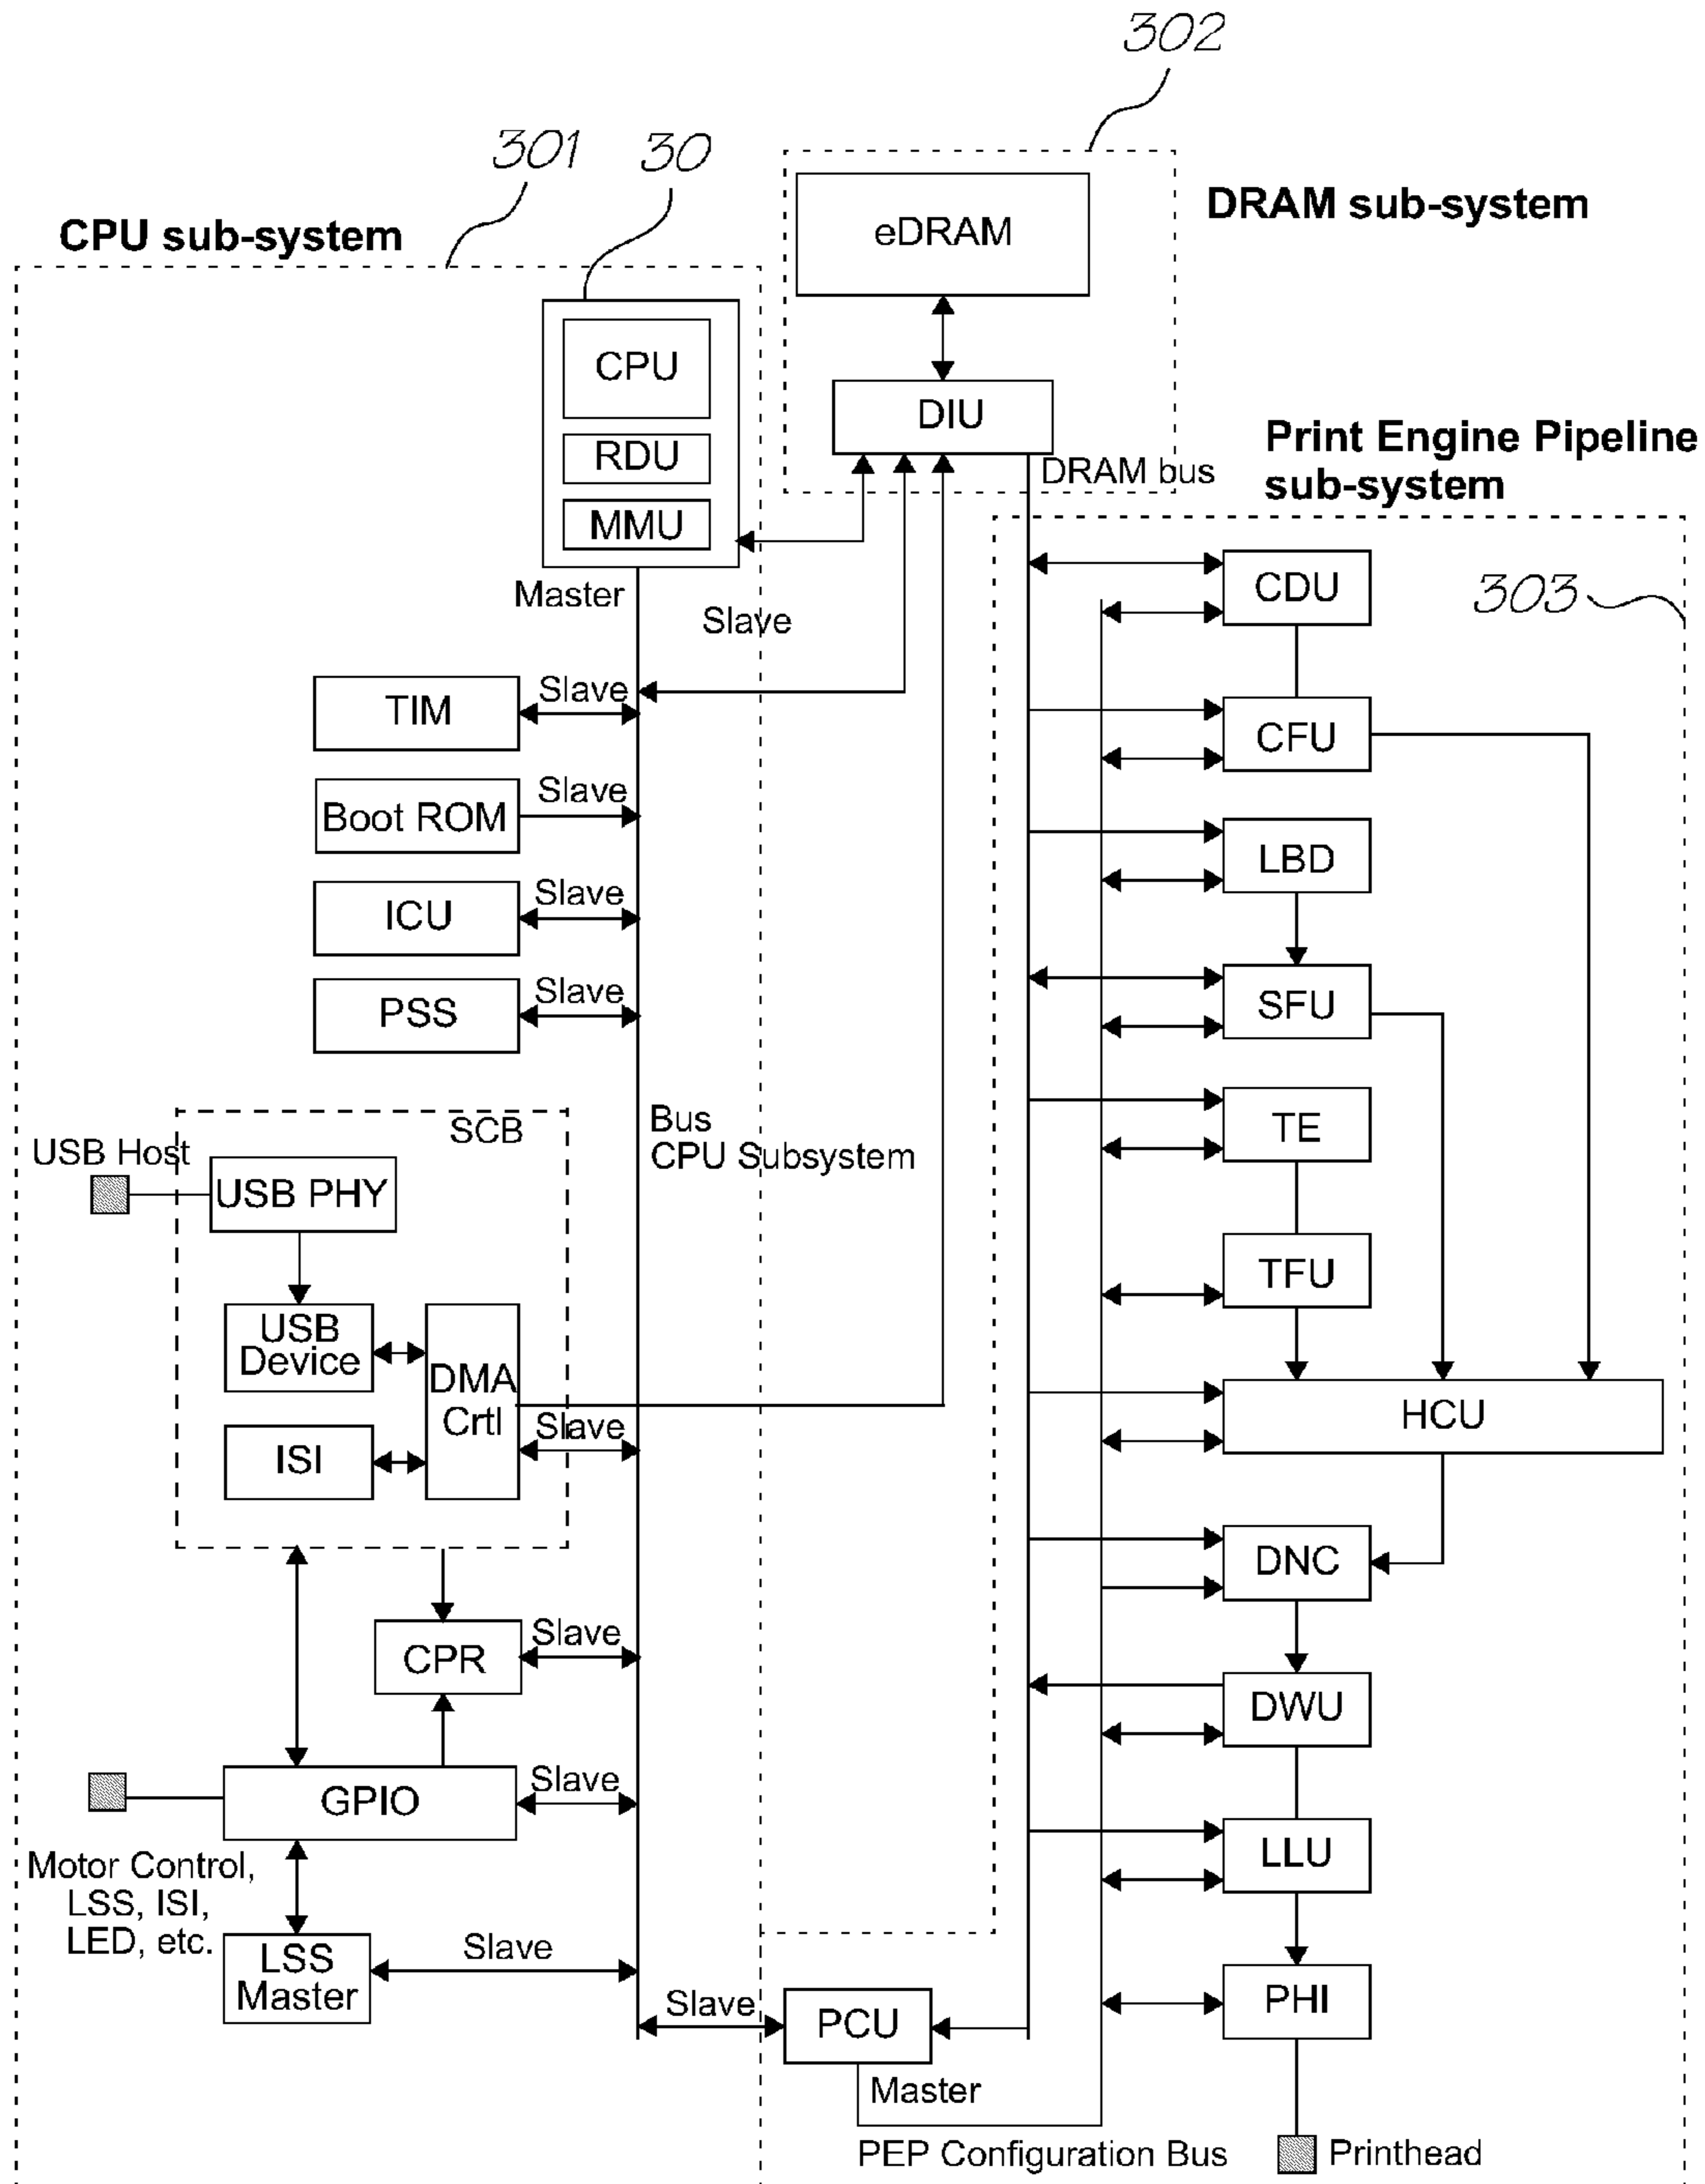 302
301
30
DRAM sub-system
CPU sub-system
eDRAM
CPU
DIU
RDU
MMU
DRAM bus
Print Engine Pipeline
sub-system
Master
Slave
303
CDU
TIM
Slave
CFU
Boot ROM
Slave
LBD
ICU
Slave
PSS
Slave
SFU
SCB
Bus
CPU Subsystem
USB Host
USB PHY
TE
TFU
USB
Device
DMA
Crtl
Slave
ISI
HCU
DNC
CPR
Slave
DWU
GPIO
Slave
Motor Control,
LSS, ISI,
LED, etc.
LLU
LSS
Master
Slave
Slave
PCU
PHI
Master
PEP Configuration Bus
Printhead